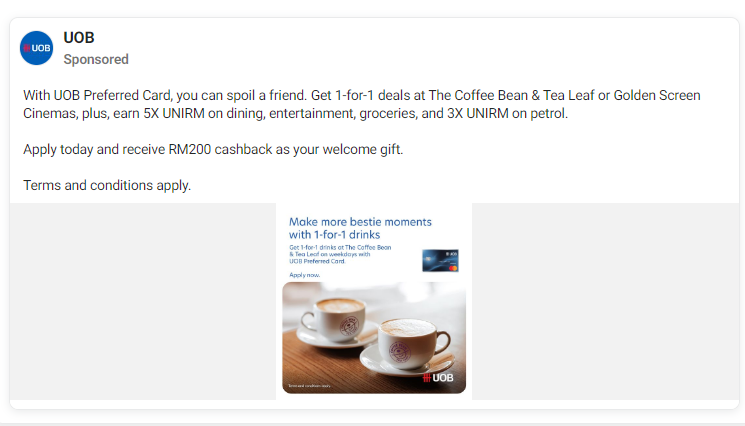 UOB
UOB
Sponsored
With UOB Preferred Card, you can spoil a friend. Get 1-for-1 deals at The Coffee Bean & Tea Leaf or Golden Screen
Cinemas, plus, earn 5X UNIRM on dining, entertainment, groceries, and 3X UNIRM on petrol.
Apply today and receive RM200 cashback as your welcome gift.
Terms and conditions apply.
Make more bestie moments
with 1-for-1 drinks
Get 1-for-1 drinks at The Coffee Bean
& Tea Leaf on weekdays with
UOB Preferred Card.
Apply now.
UOB
Terms and conditions apply.